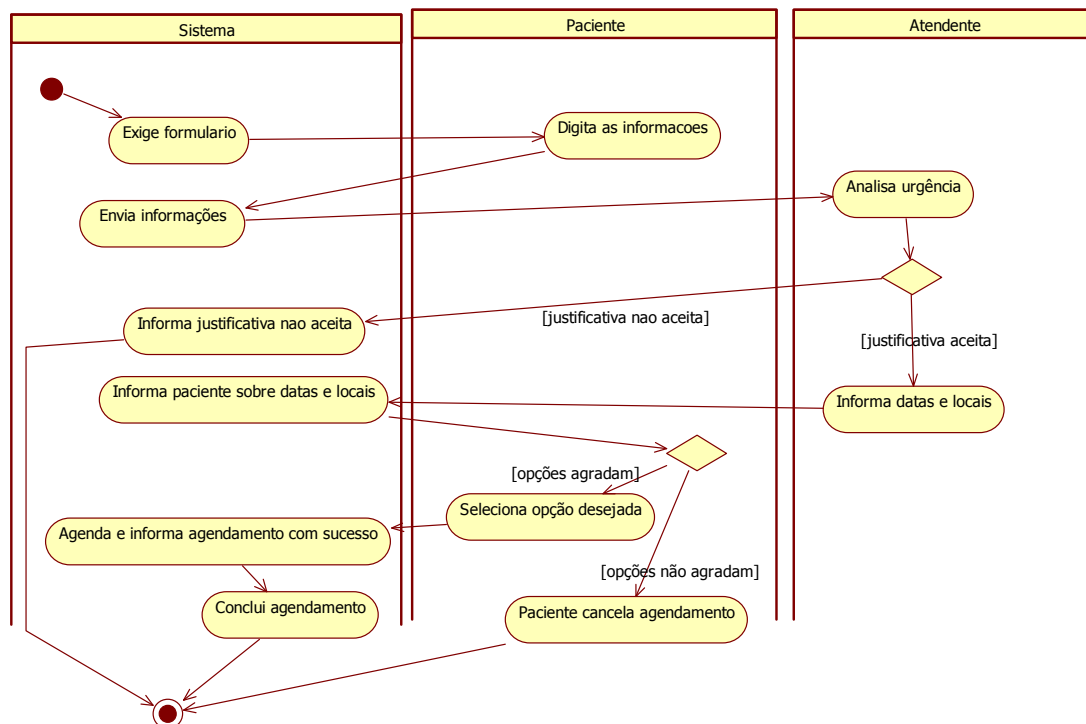 Sistema
Paciente
Atendente
Exige formulario
Digita as informacoes
Analisa urgência
Envia informações
Informa justificativa nao aceita
[justificativa nao aceita]
[justificativa aceita]
Informa paciente sobre datas e locais
Informa datas e locais
[opções agradam]
Seleciona opção desejada
Agenda e informa agendamento com sucesso
[opções não agradam]
Conclui agendamento
Paciente cancela agendamento